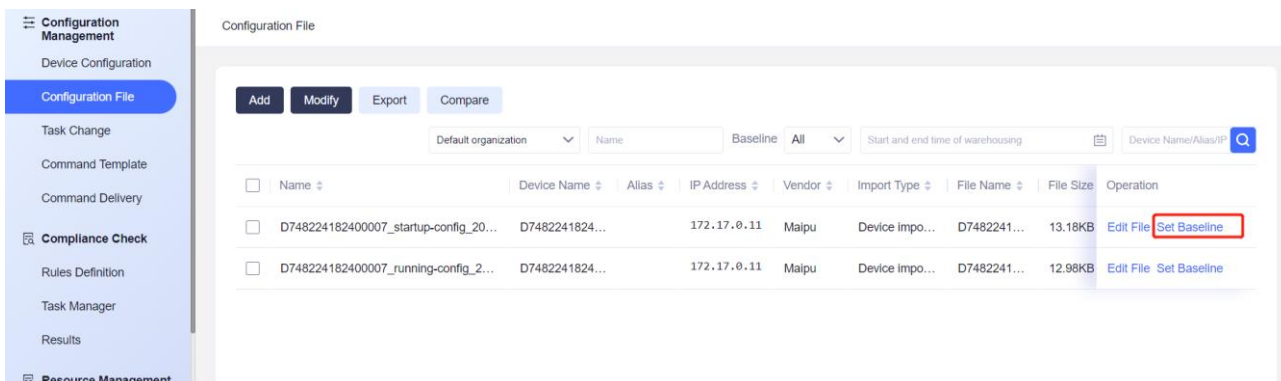 Configuration Management
Device Configuration
Configuration File
Task Change
Command Template
Command Delivery
Compliance Check
Rules Definition
Task Manager
Results
Resource Management
Configuration File
Add Modify Export Compare
Default organization Name Baseline All Start and end time of warehousing Device Name/Alias/IP
Name Device Name Alias IP Address Vendor Import Type File Name File Size Operation
D748224182400007_startup-config_20... D7482241824... 172.17.0.11 Maipu Device impo... D7482241... 13.18KB Edit File Set Baseline
D748224182400007_running-config_2... D7482241824... 172.17.0.11 Maipu Device impo... D7482241... 12.98KB Edit File Set Baseline